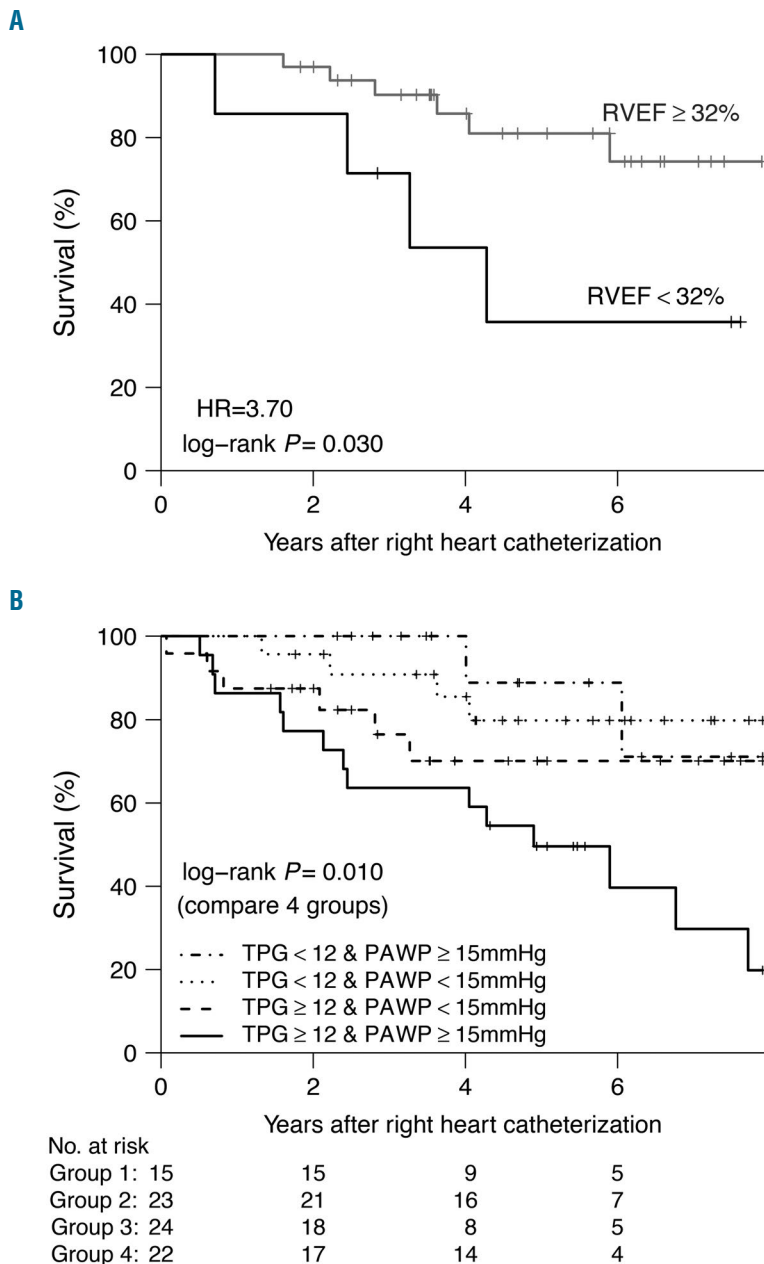 A
100
80
60
40
20
0
Survival (%)
RVEF ≥ 32%
RVEF < 32%
HR=3.70
log−rank P= 0.030
0 2 4 6
Years after right heart catheterization
B
100
80
60
40
20
0
Survival (%)
log−rank P= 0.010
(compare 4 groups)
TPG < 12 & PAWP ≥ 15mmHg
TPG < 12 & PAWP < 15mmHg
TPG ≥ 12 & PAWP < 15mmHg
TPG ≥ 12 & PAWP ≥ 15mmHg
0 2 4 6
Years after right heart catheterization
No. at risk
Group 1: 15 15 9 5
Group 2: 23 21 16 7
Group 3: 24 18 8 5
Group 4: 22 17 14 4